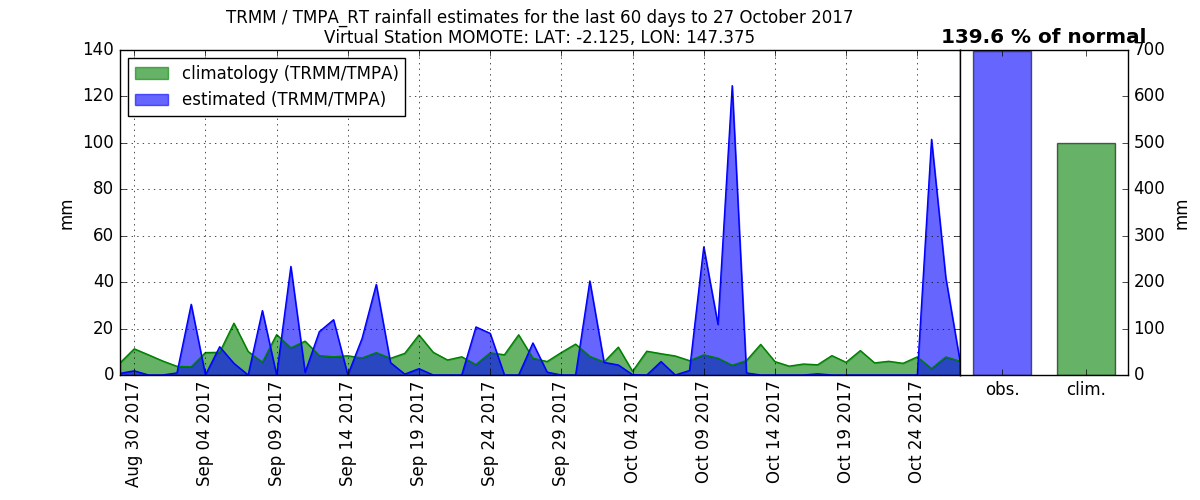 TRMM / TMPA_RT rainfall estimates for the last 60 days to 27 October 2017
Virtual Station MOMOTE: LAT: -2.125, LON: 147.375
139.6 % of normal
climatology (TRMM/TMPA)
estimated (TRMM/TMPA)
mm
140
120
100
80
60
40
20
0
Aug 30 2017
Sep 04 2017
Sep 09 2017
Sep 14 2017
Sep 19 2017
Sep 24 2017
Sep 29 2017
Oct 04 2017
Oct 09 2017
Oct 14 2017
Oct 19 2017
Oct 24 2017
obs.
clim.
700
600
500
400
300
200
100
0
mm